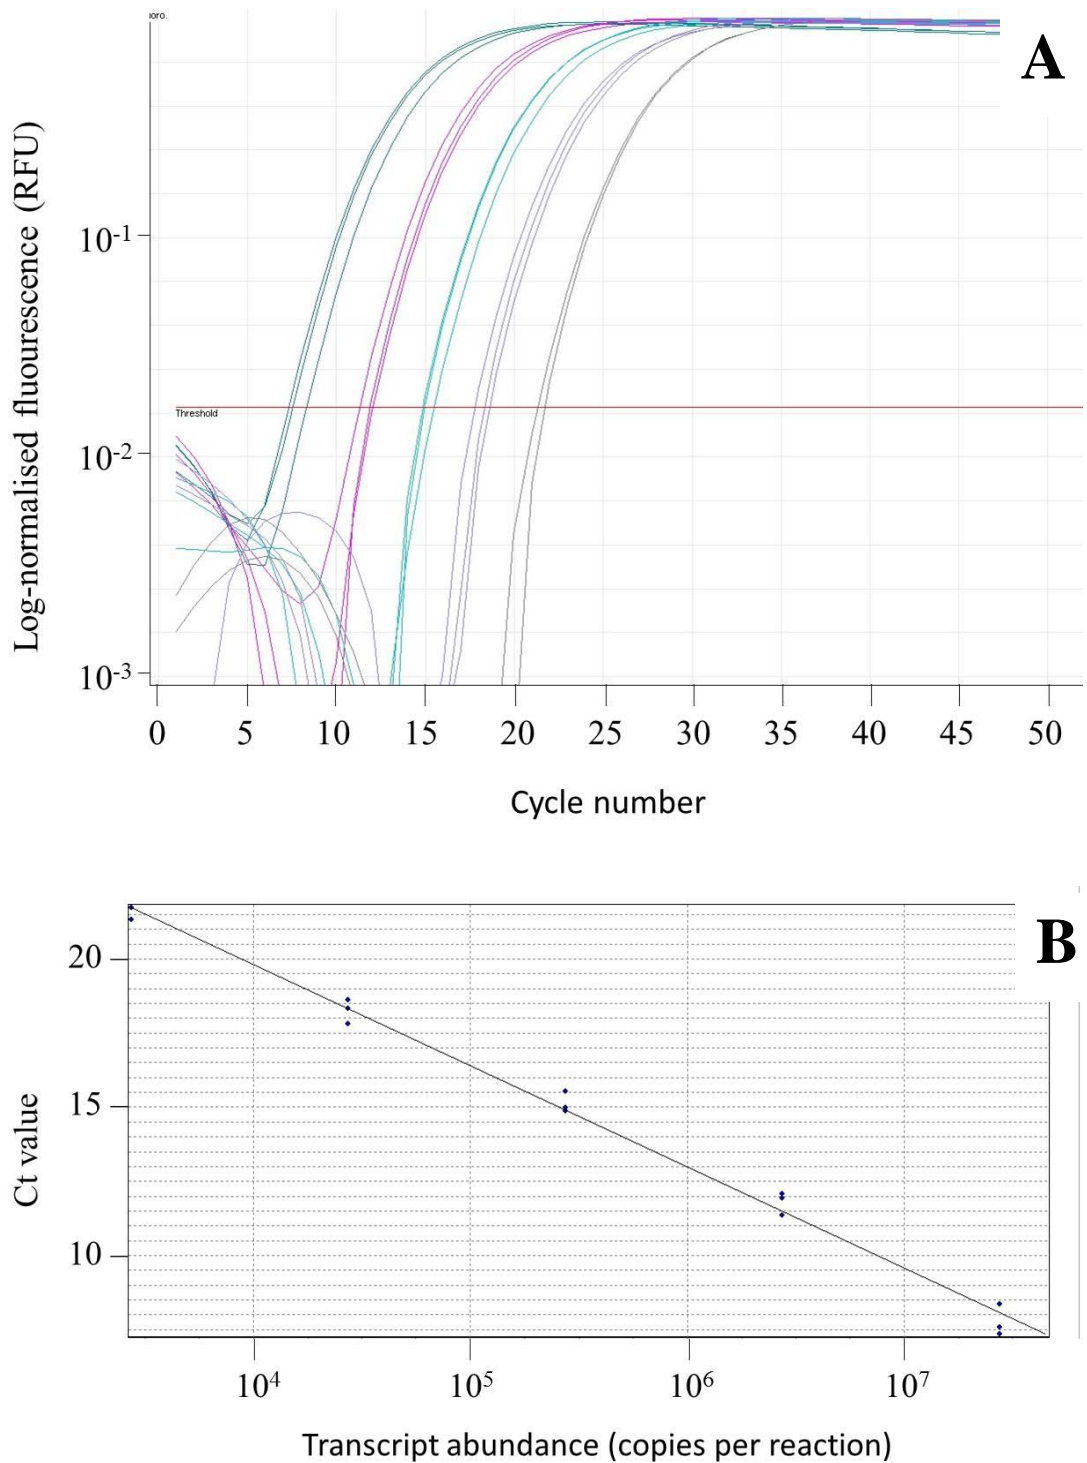 oro.
A
Log-normalised fluorescence (RFU)
10-1
Threshold
10-2
10-3
0 5 10 15 20 25 30 35 40 45 50
Cycle number
B
Ct value
20
15
10
10⁴ 10⁵ 10⁶ 10⁷
Transcript abundance (copies per reaction)